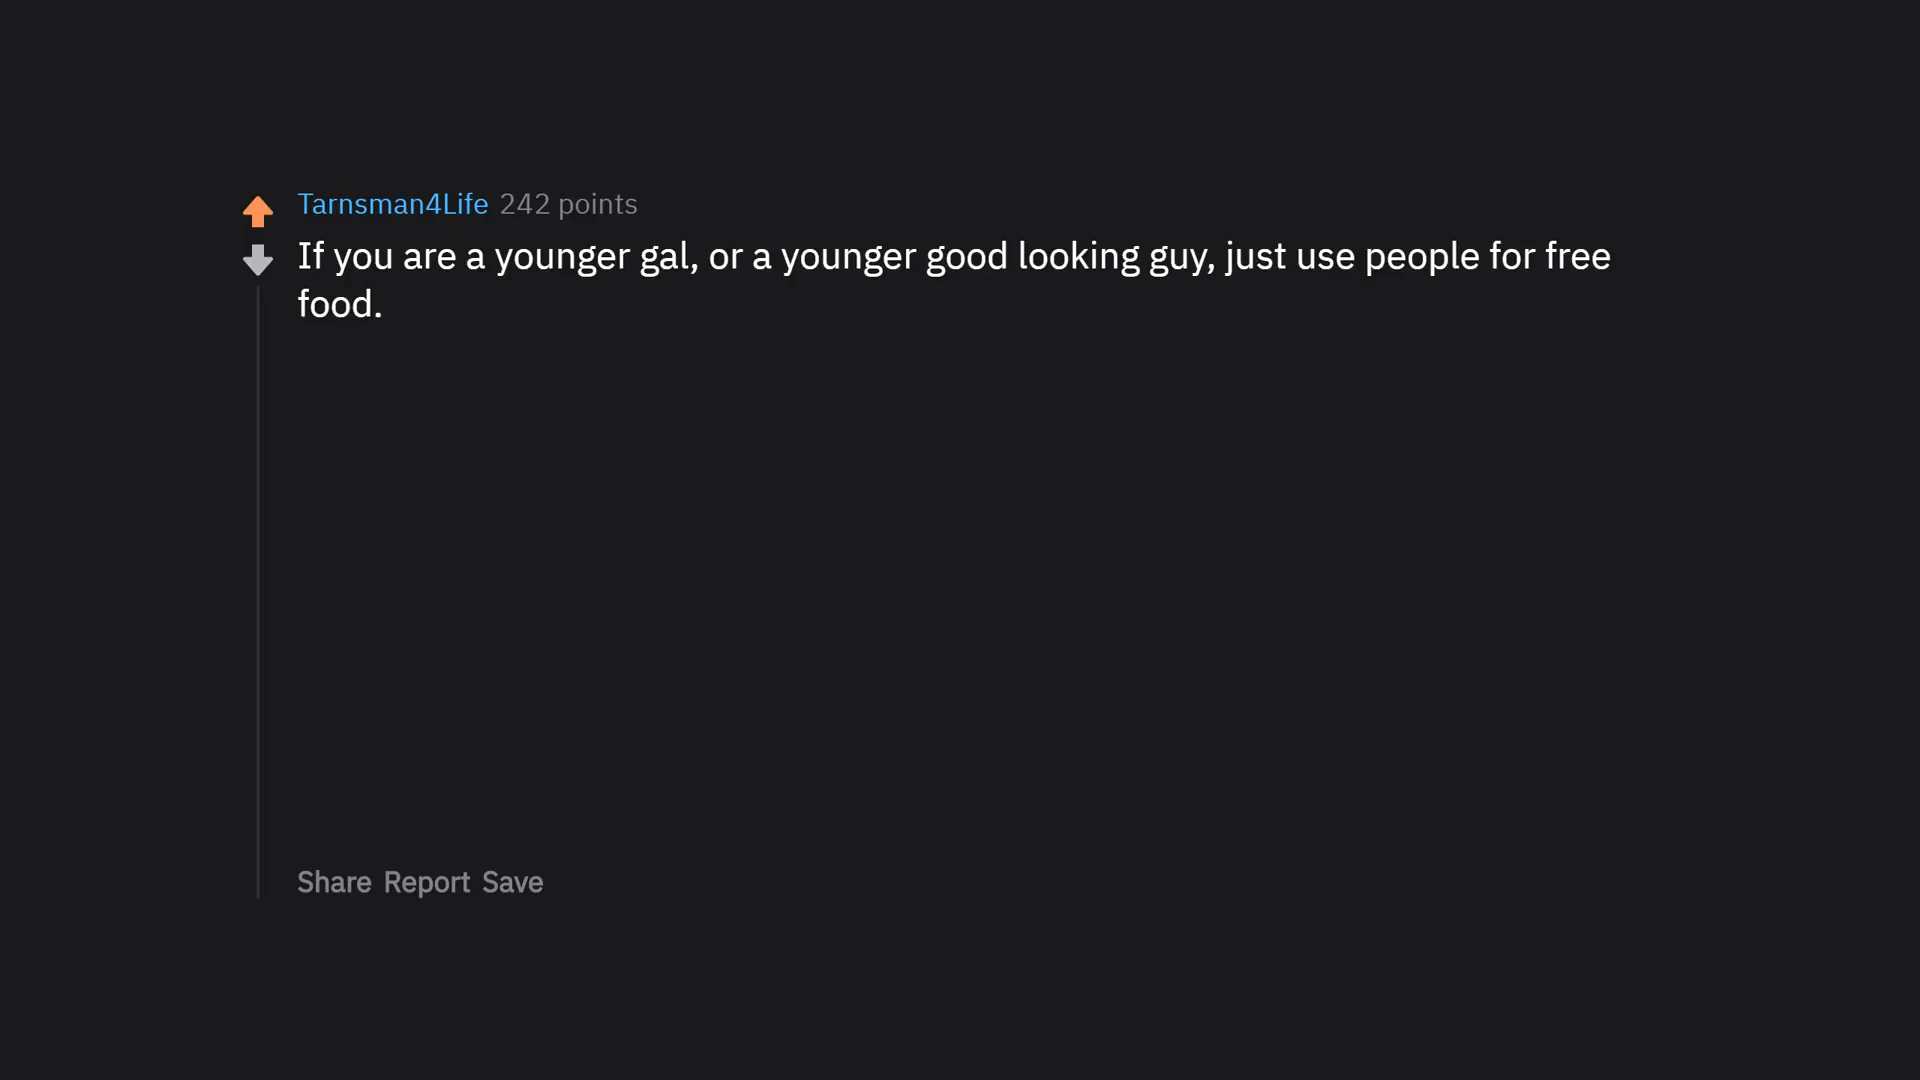 Tarnsman4Life 242 points
If you are a younger gal, or a younger good looking guy, just use people for free
food.
Share Report Save